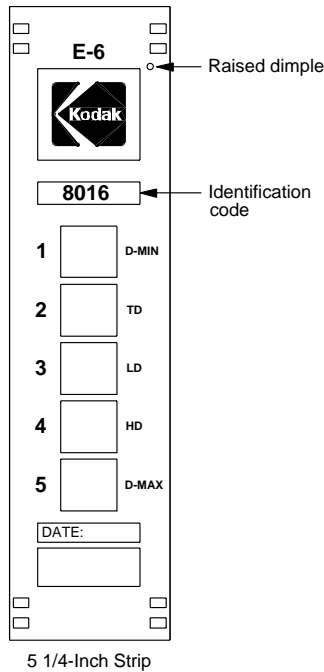 E-6
Raised dimple
Kodak
8016
Identification
code
1 D-MIN
2 TD
3 LD
4 HD
5 D-MAX
DATE:
5 1/4-Inch Strip